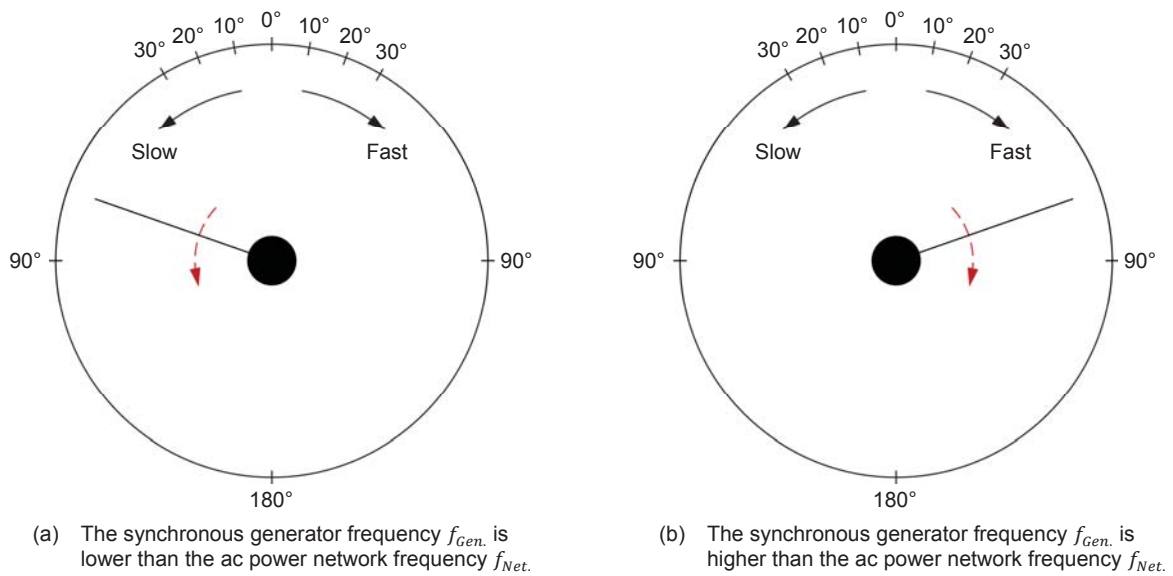 0°
10° 10°
20° 20°
30° 30°
Slow Fast
90° 90°
180°
(a) The synchronous generator frequency f_Gen. is
lower than the ac power network frequency f_Net.
0°
10° 10°
20° 20°
30° 30°
Slow Fast
90° 90°
180°
(b) The synchronous generator frequency f_Gen. is
higher than the ac power network frequency f_Net.